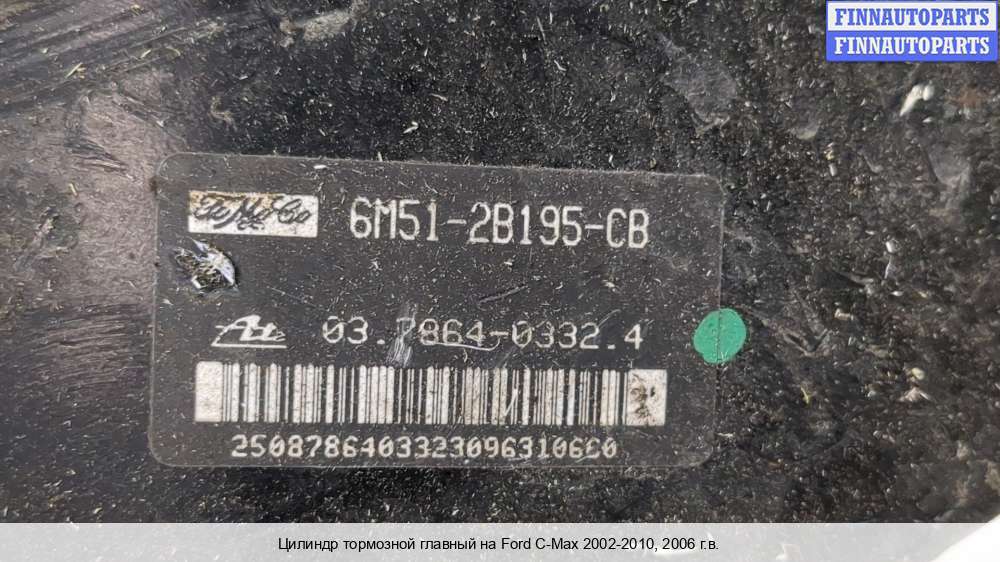 FINNAUTOPARTS
FINNAUTOPARTS
FoMoCo 6M51-2B195-CB
Ate 03.7864-0332.4
Цилиндр тормозной главный на Ford C-Max 2002-2010, 2006 г.в.